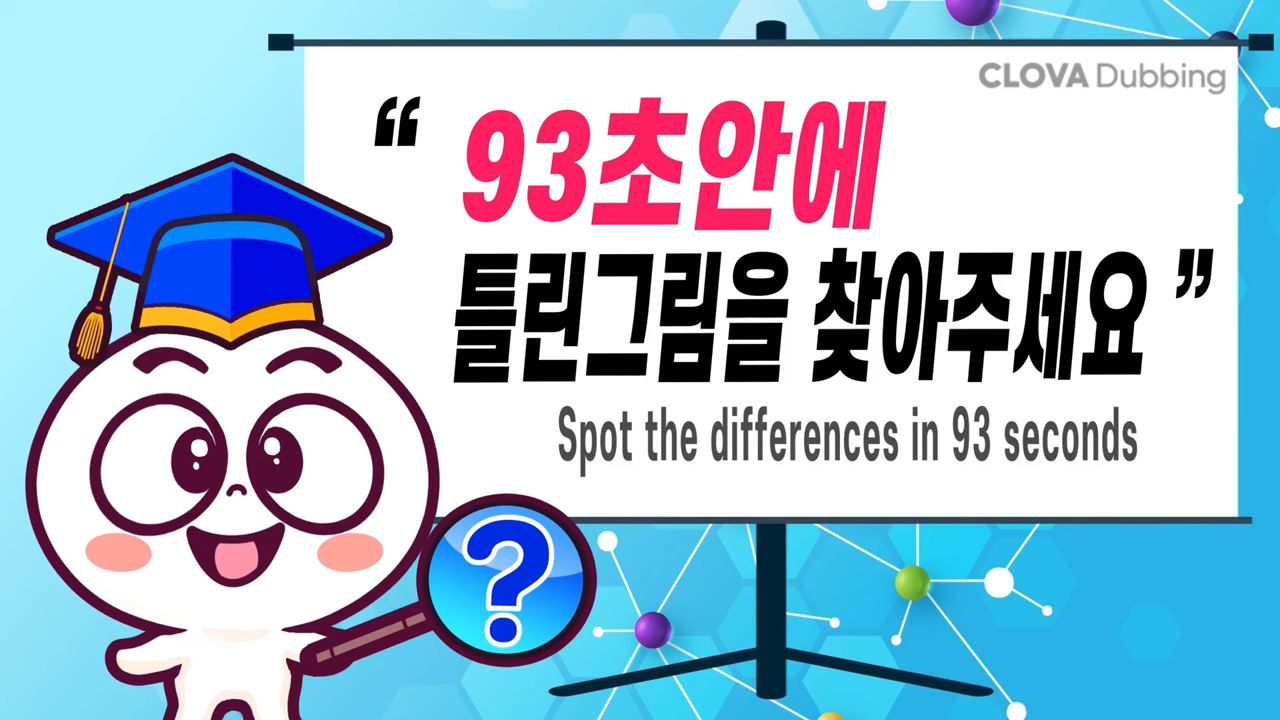 CLOVA Dubbing
“ 93초안에
틀린그림을 찾아주세요 ”
Spot the differences in 93 seconds
?